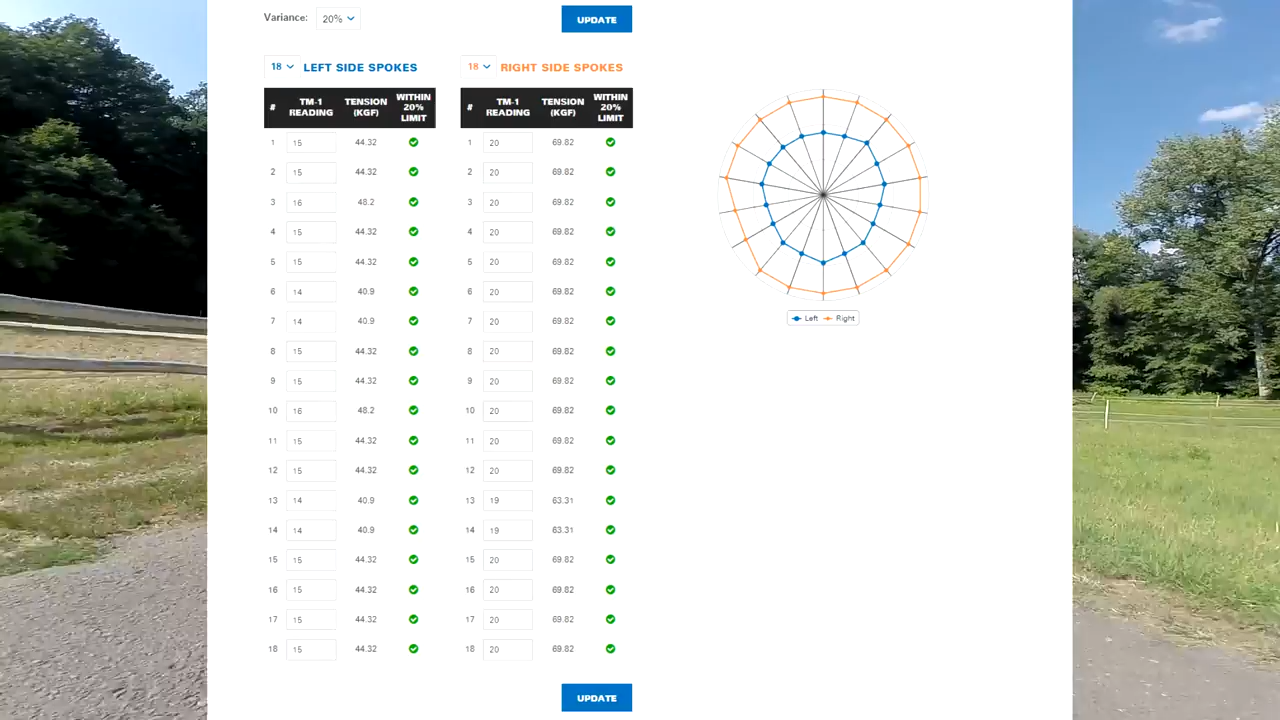 Variance: 20% UPDATE
18 LEFT SIDE SPOKES 18 RIGHT SIDE SPOKES
# TM-1 READING TENSION (KGF) WITHIN 20% LIMIT # TM-1 READING TENSION (KGF) WITHIN 20% LIMIT
1 15 44.32 1 20 69.82
2 15 44.32 2 20 69.82
3 16 48.2 3 20 69.82
4 15 44.32 4 20 69.82
5 15 44.32 5 20 69.82
6 14 40.9 6 20 69.82
7 14 40.9 7 20 69.82
8 15 44.32 8 20 69.82
9 15 44.32 9 20 69.82
10 16 48.2 10 20 69.82
11 15 44.32 11 20 69.82
12 15 44.32 12 20 69.82
13 14 40.9 13 19 63.31
14 14 40.9 14 19 63.31
15 15 44.32 15 20 69.82
16 15 44.32 16 20 69.82
17 15 44.32 17 20 69.82
18 15 44.32 18 20 69.82
Left Right
UPDATE